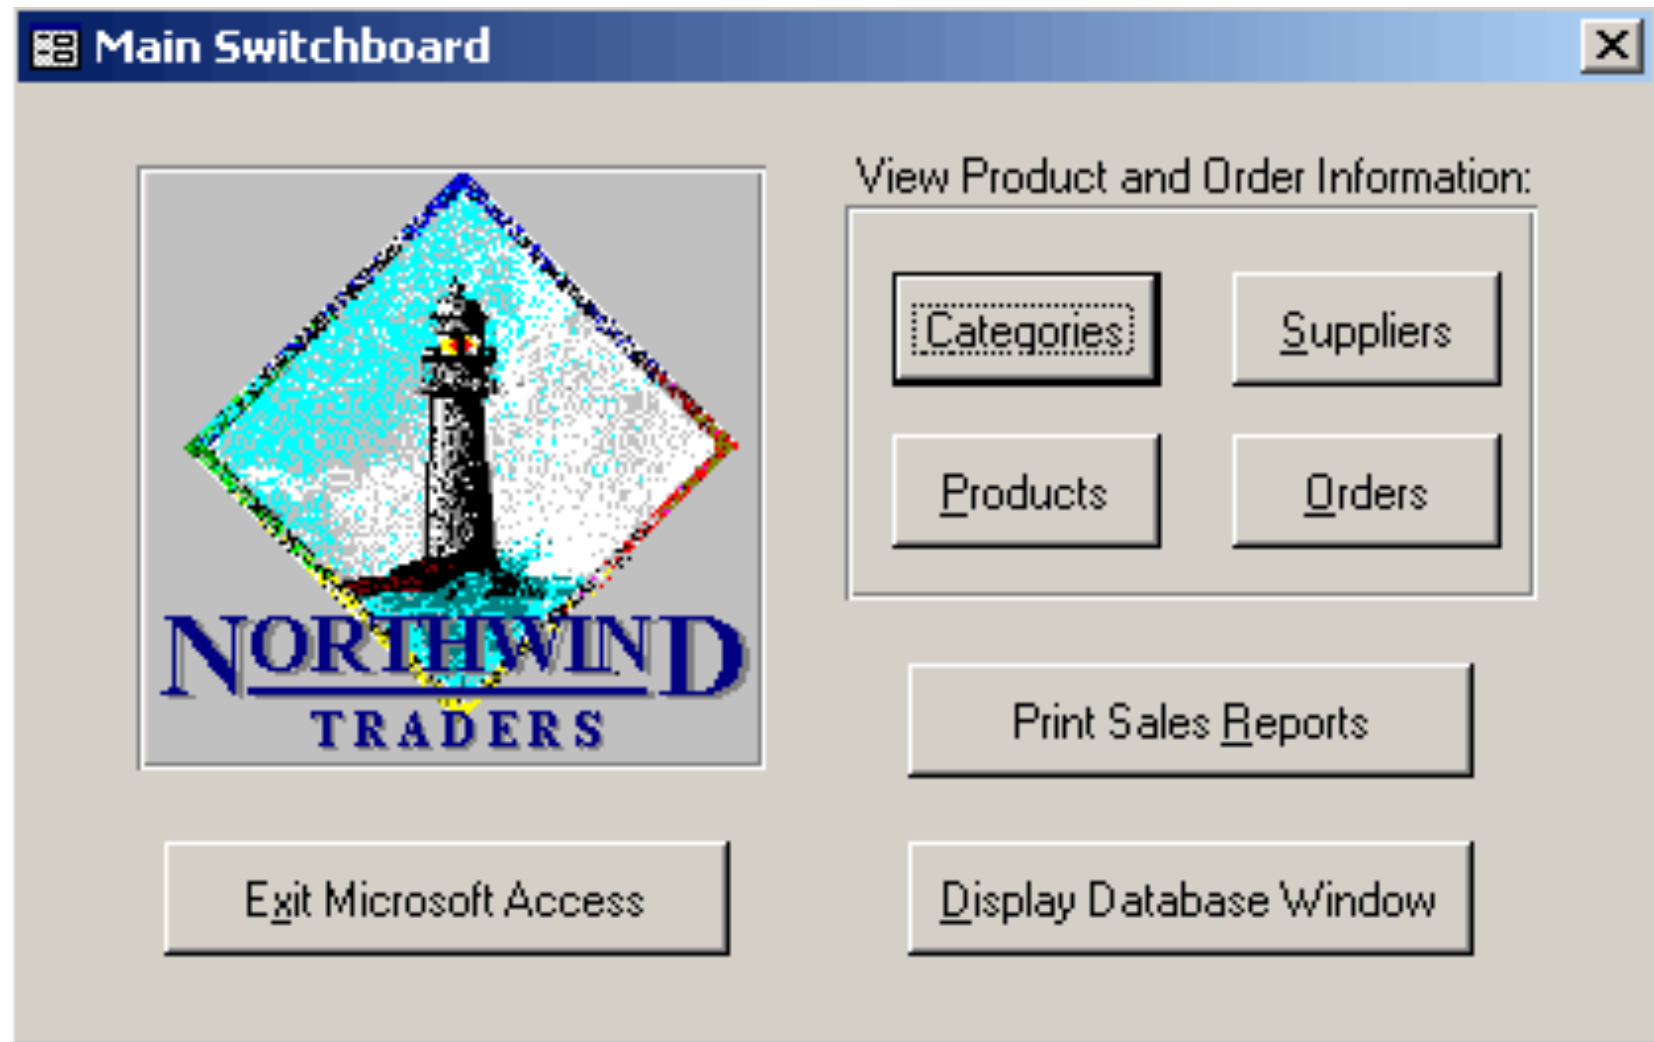 Main Switchboard
View Product and Order Information:
Categories
Suppliers
Products
Orders
NORTHWIND
TRADERS
Print Sales Reports
Exit Microsoft Access
Display Database Window